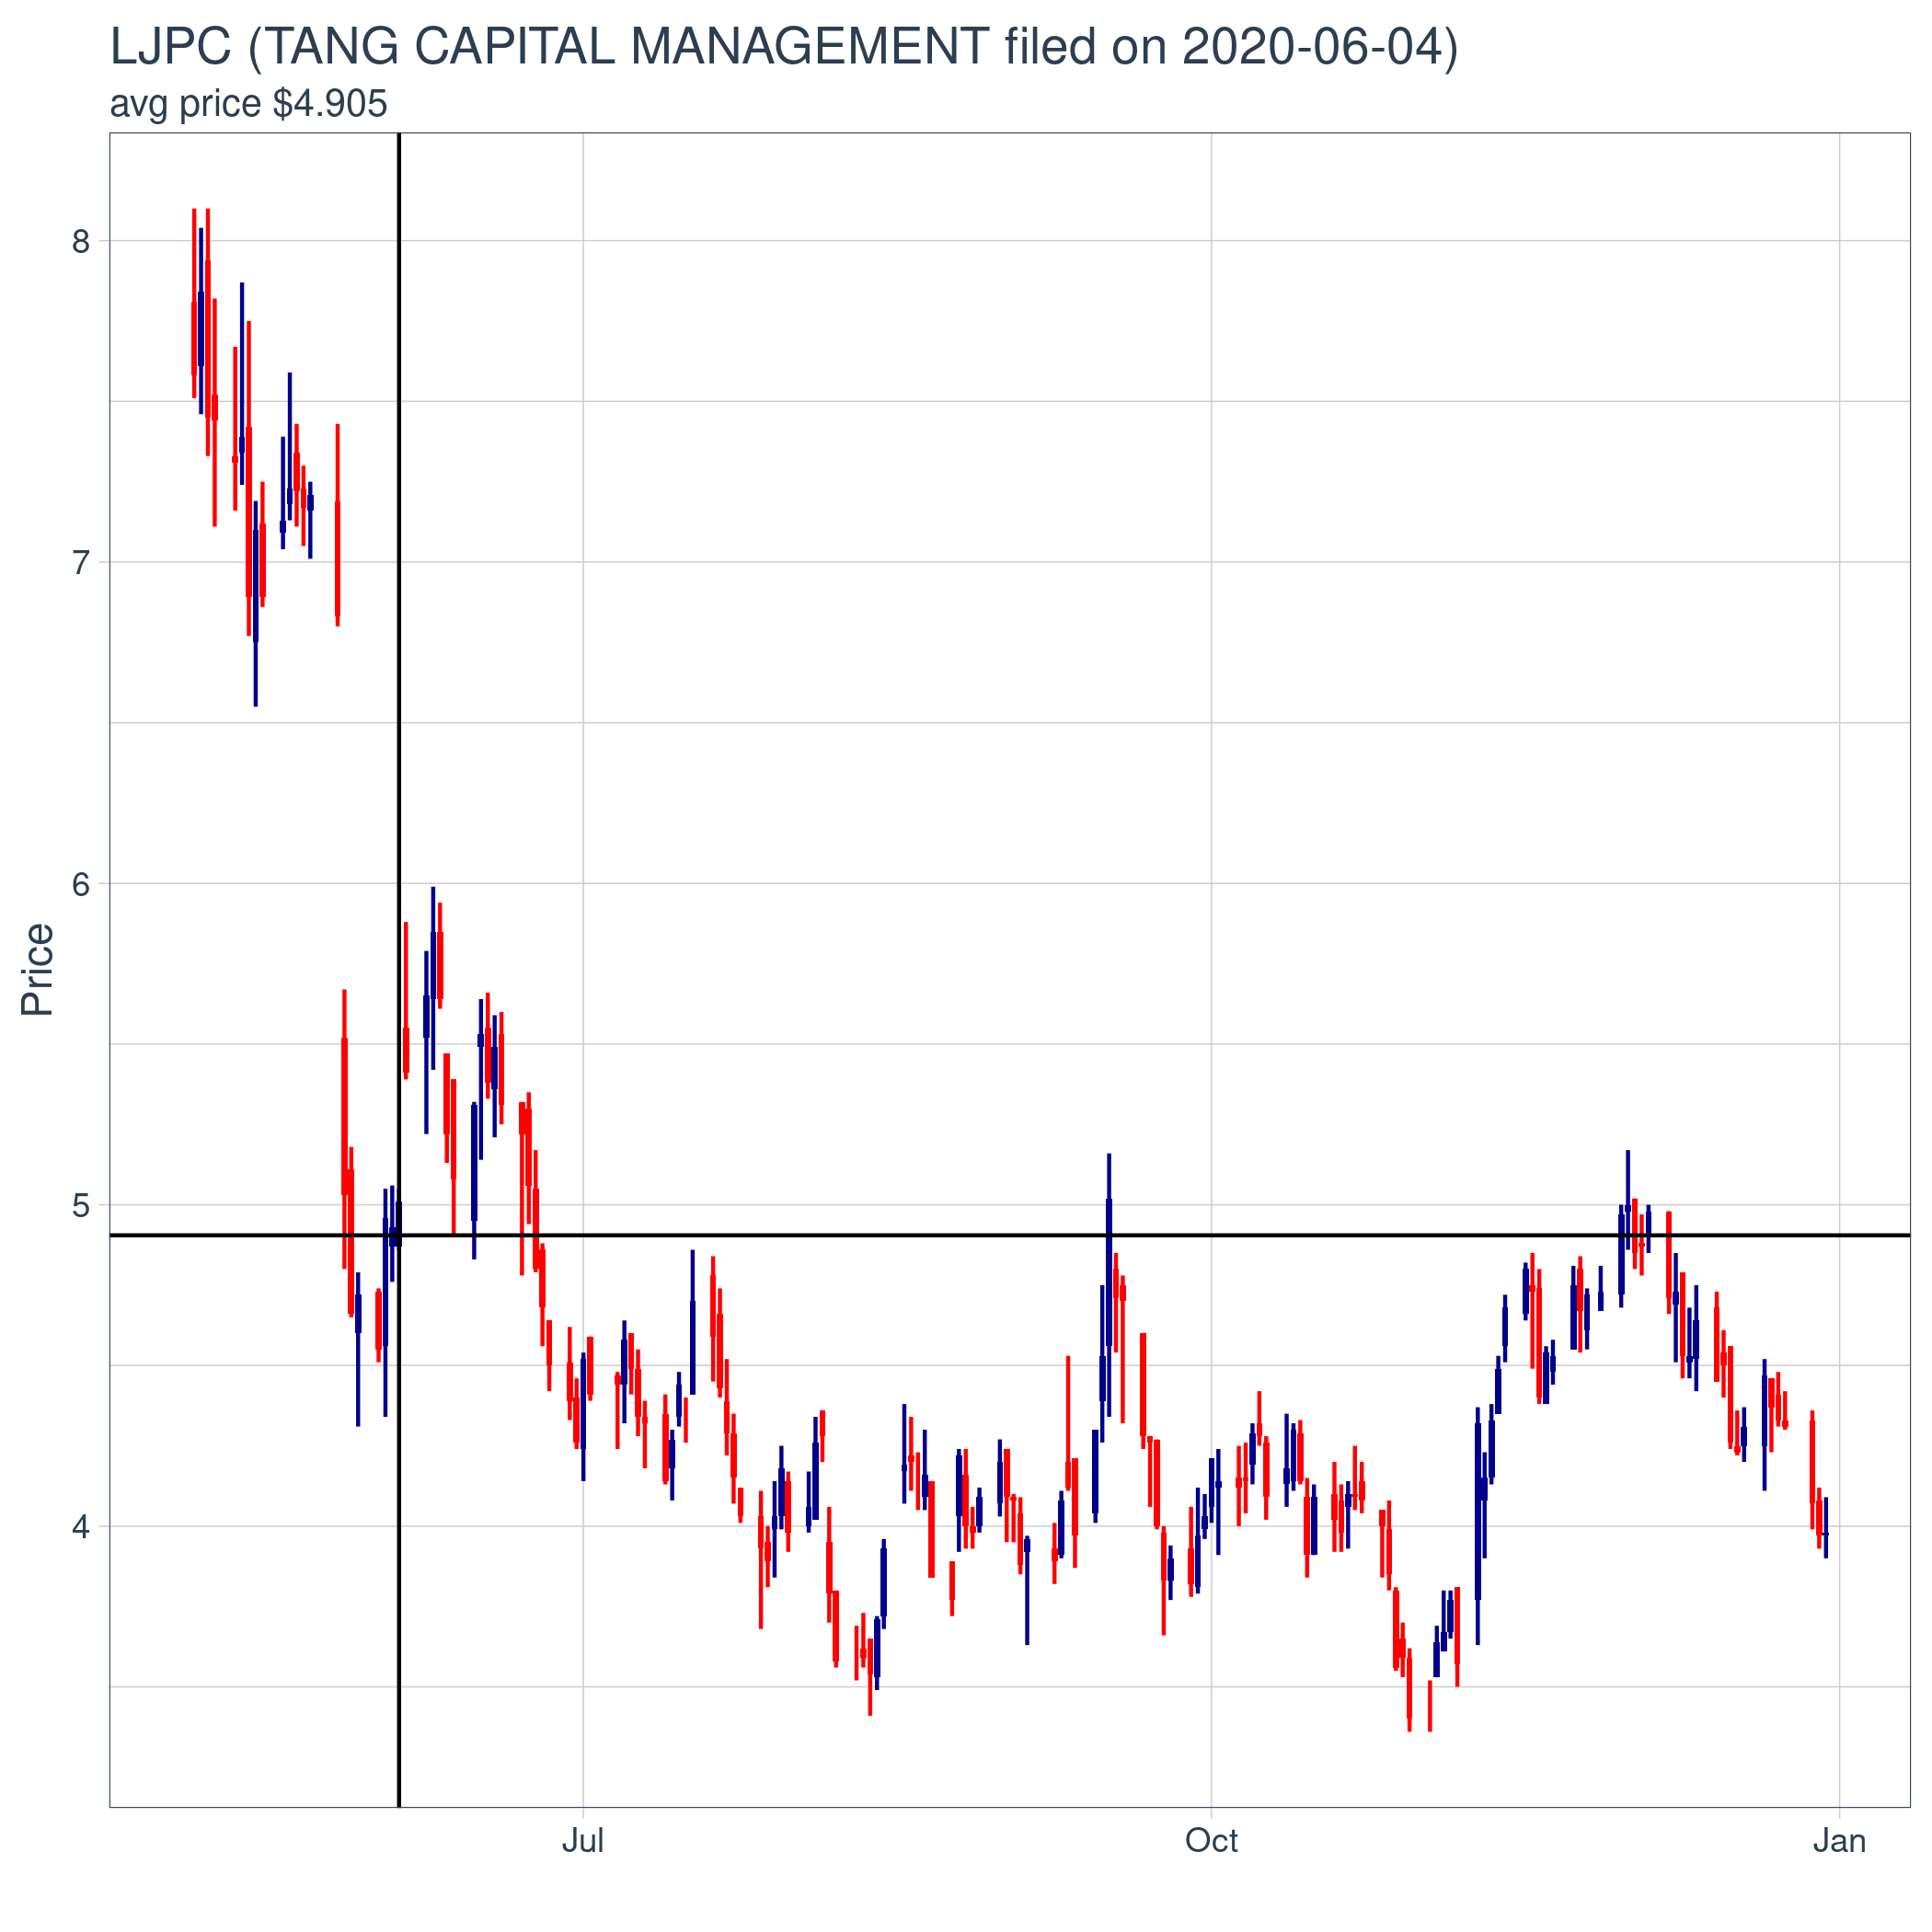 LJPC (TANG CAPITAL MANAGEMENT filed on 2020-06-04)
avg price $4.905
8
7
6
5
4
Price
Jul Oct Jan